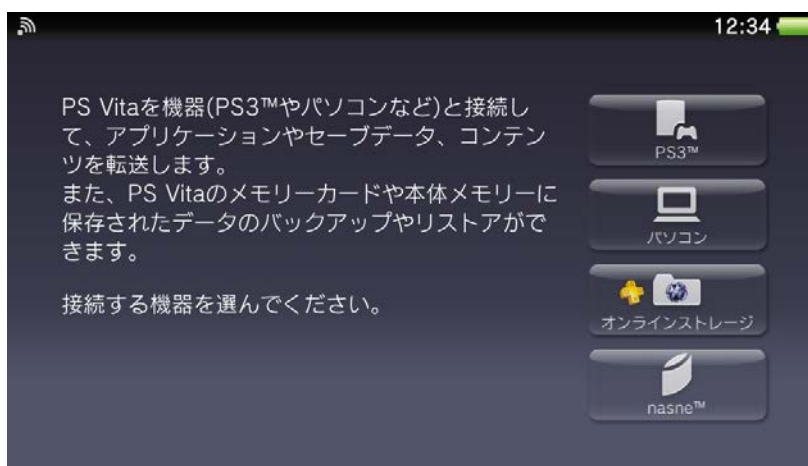 12:34
PS Vitaを機器(PS3™やパソコンなど)と接続し
て、アプリケーションやセーブデータ、コンテン
ツを転送します。
また、PS Vitaのメモリーカードや本体メモリーに
保存されたデータのバックアップやリストアがで
きます。
接続する機器を選んでください。
PS3™
パソコン
オンラインストレージ
nasne™